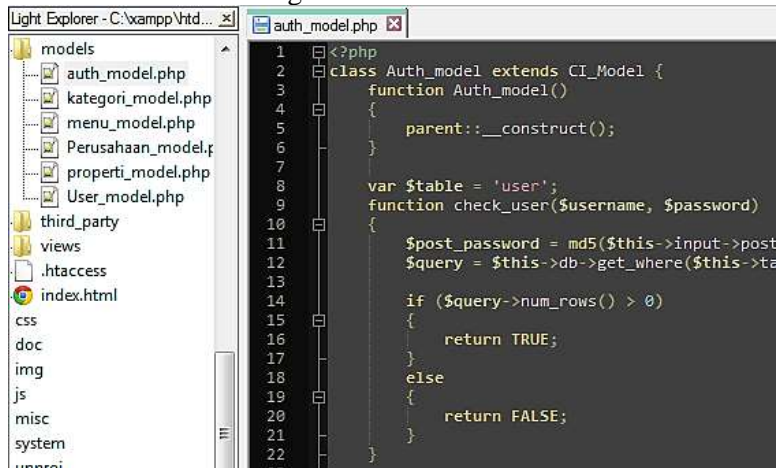 Light Explorer - C:\xampp\htd...
models
auth_model.php
kategori_model.php
menu_model.php
Perusahaan_model.p
properti_model.php
User_model.php
third_party
views
.htaccess
index.html
css
doc
img
js
misc
system
auth_model.php
1 <?php
2 class Auth_model extends CI_Model {
3 function Auth_model()
4 {
5 parent::__construct();
6 }
7
8 var $table = 'user';
9 function check_user($username, $password)
10 {
11 $post_password = md5($this->input->post
12 $query = $this->db->get_where($this->ta
13
14 if ($query->num_rows() > 0)
15 {
16 return TRUE;
17 }
18 else
19 {
20 return FALSE;
21 }
22 }